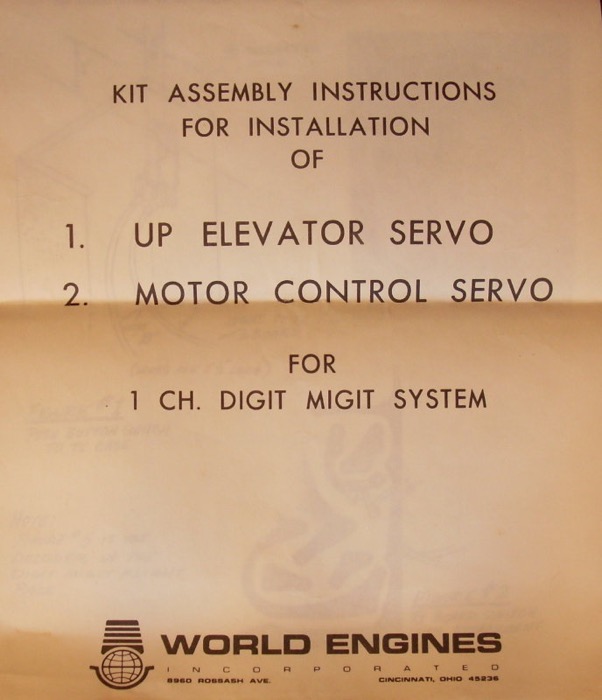 KIT ASSEMBLY INSTRUCTIONS
FOR INSTALLATION
OF
1. UP ELEVATOR SERVO
2. MOTOR CONTROL SERVO
FOR
1 CH. DIGIT MIGIT SYSTEM
WORLD ENGINES
INCORPORATED
8960 ROSSASH AVE. CINCINNATI, OHIO 45236